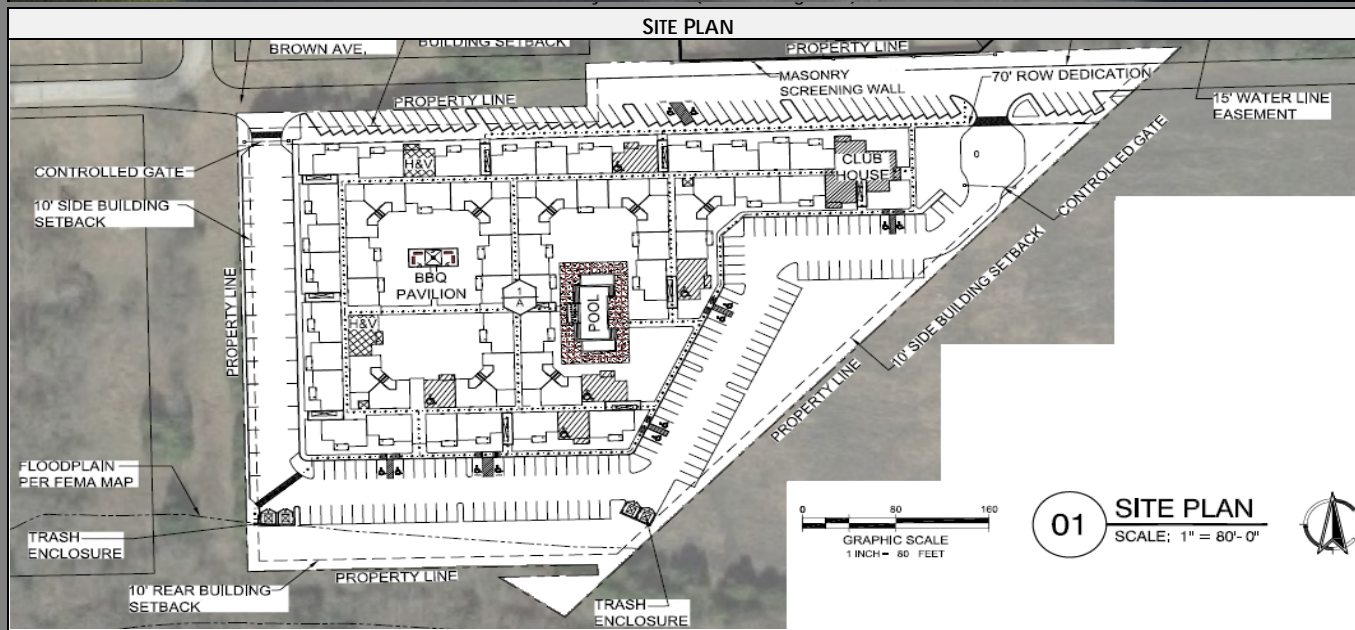 SITE PLAN
BROWN AVE,
BUILDING SETBACK
PROPERTY LINE
MASONRY
SCREENING WALL
70' ROW DEDICATION
15' WATER LINE
EASEMENT
PROPERTY LINE
CONTROLLED GATE
H&V
CLUB
HOUSE
CONTROLLED GATE
10' SIDE BUILDING
SETBACK
PROPERTY LINE
BBQ
PAVILION
1
A
POOL
H&V
10' SIDE BUILDING SETBACK
PROPERTY LINE
FLOODPLAIN
PER FEMA MAP
TRASH
ENCLOSURE
PROPERTY LINE
10' REAR BUILDING
SETBACK
TRASH
ENCLOSURE
0 80 160
GRAPHIC SCALE
1 INCH = 80 FEET
01
SITE PLAN
SCALE; 1" = 80'-0"